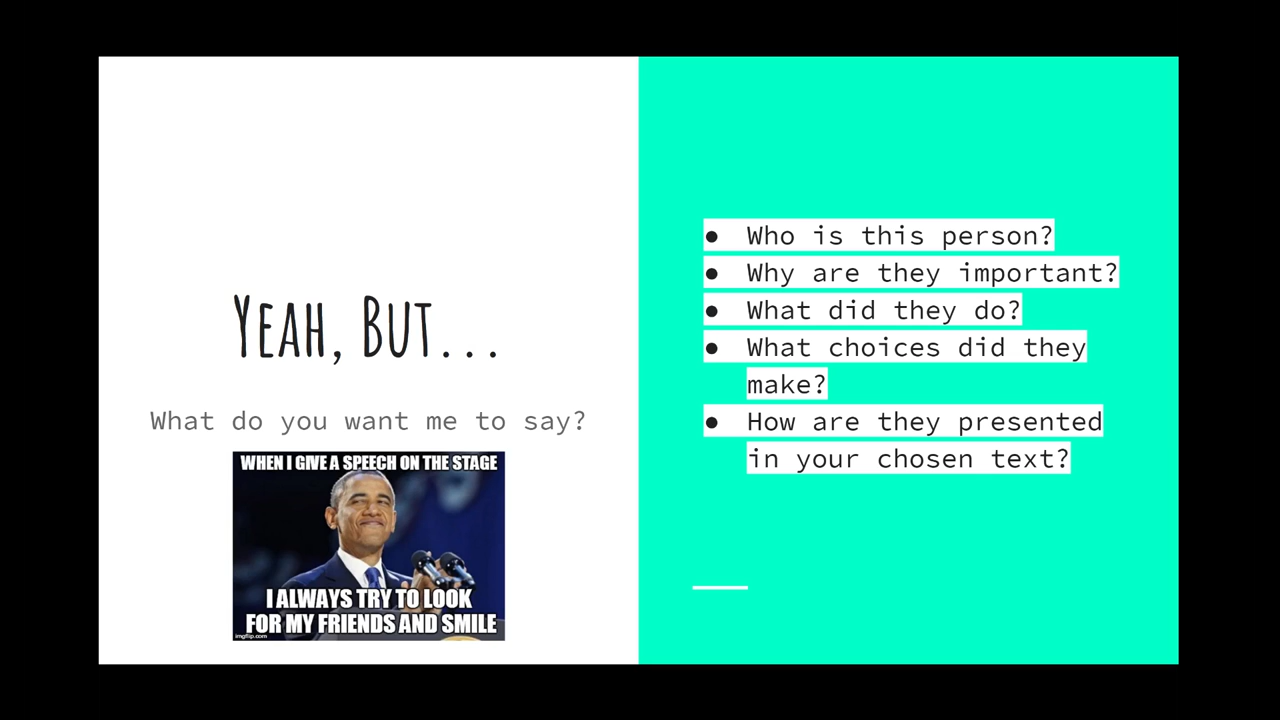 Yeah, But...
What do you want me to say?
WHEN I GIVE A SPEECH ON THE STAGE
I ALWAYS TRY TO LOOK
FOR MY FRIENDS AND SMILE
imgflip.com
● Who is this person?
● Why are they important?
● What did they do?
● What choices did they
make?
● How are they presented
in your chosen text?